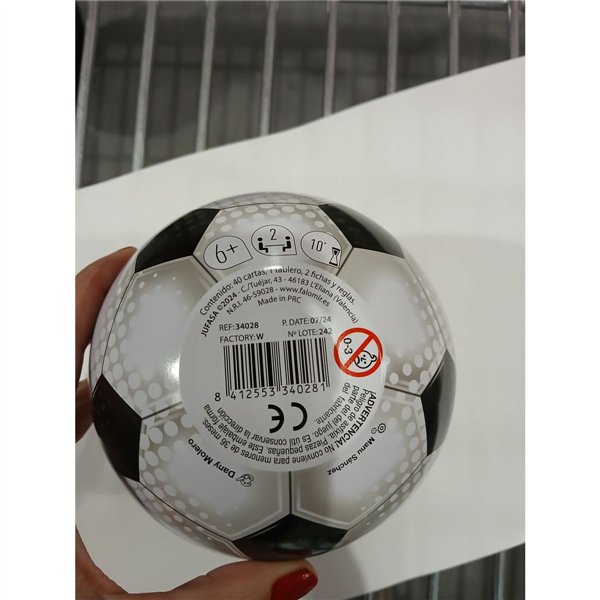 6+
2
10'
Contenido: 40 cartas, 1 tablero, 2 fichas y reglas.
JUFASA ©2024 - C./Tuéjar, 43 - 46183 L'Eliana (Valencia)
N.R.I. 46-59028 - www.falomir.com
Made in PRC
REF: 34028 P. DATE: 07/24
FACTORY: W Nº LOTE: 242
0-3
8 412553 340281
CE
¡ADVERTENCIA! No conviene para menores de 36 meses.
Peligro de asfixia. Piezas pequeñas. Este embalaje forma
parte del juego. Es útil conservar la dirección
del fabricante.
Dany Molero
Manu Sánchez